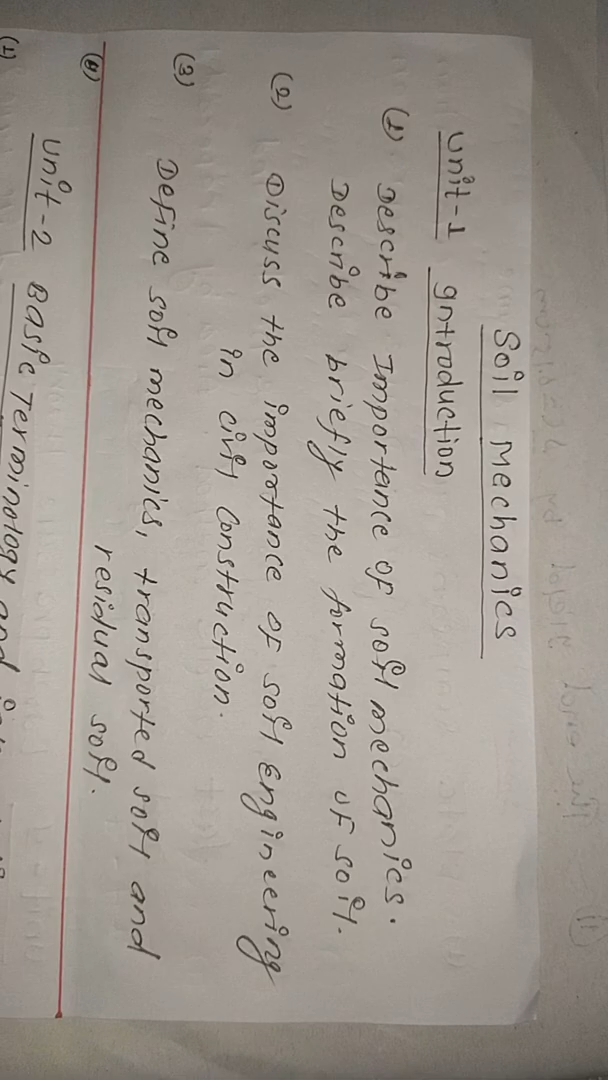 Soil Mechanics
Unit-1 Introduction
(1) Describe Importance of soil mechanics.
Describe briefly the formation of soil.
(2) Discuss the importance of soil engineering
in civil construction.
(3) Define soil mechanics, transported soil and
residual soil.
(4)
Unit-2 Basic Terminology and
(1)